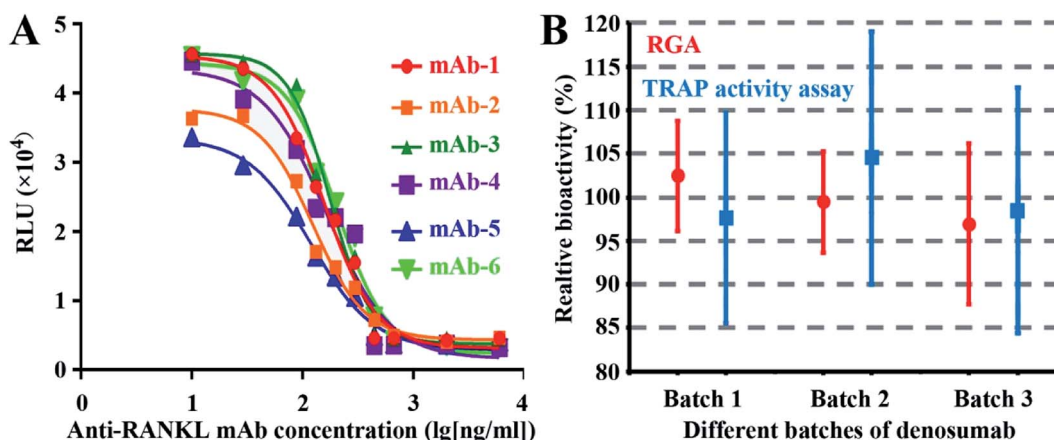 A
RLU (×10⁴)
5
4
3
2
1
0
mAb-1
mAb-2
mAb-3
mAb-4
mAb-5
mAb-6
0
1
2
3
4
Anti-RANKL mAb concentration (lg[ng/ml])
B
Realtive bioactivity (%)
120
115
110
105
100
95
90
85
80
RGA
TRAP activity assay
Batch 1
Batch 2
Batch 3
Different batches of denosumab